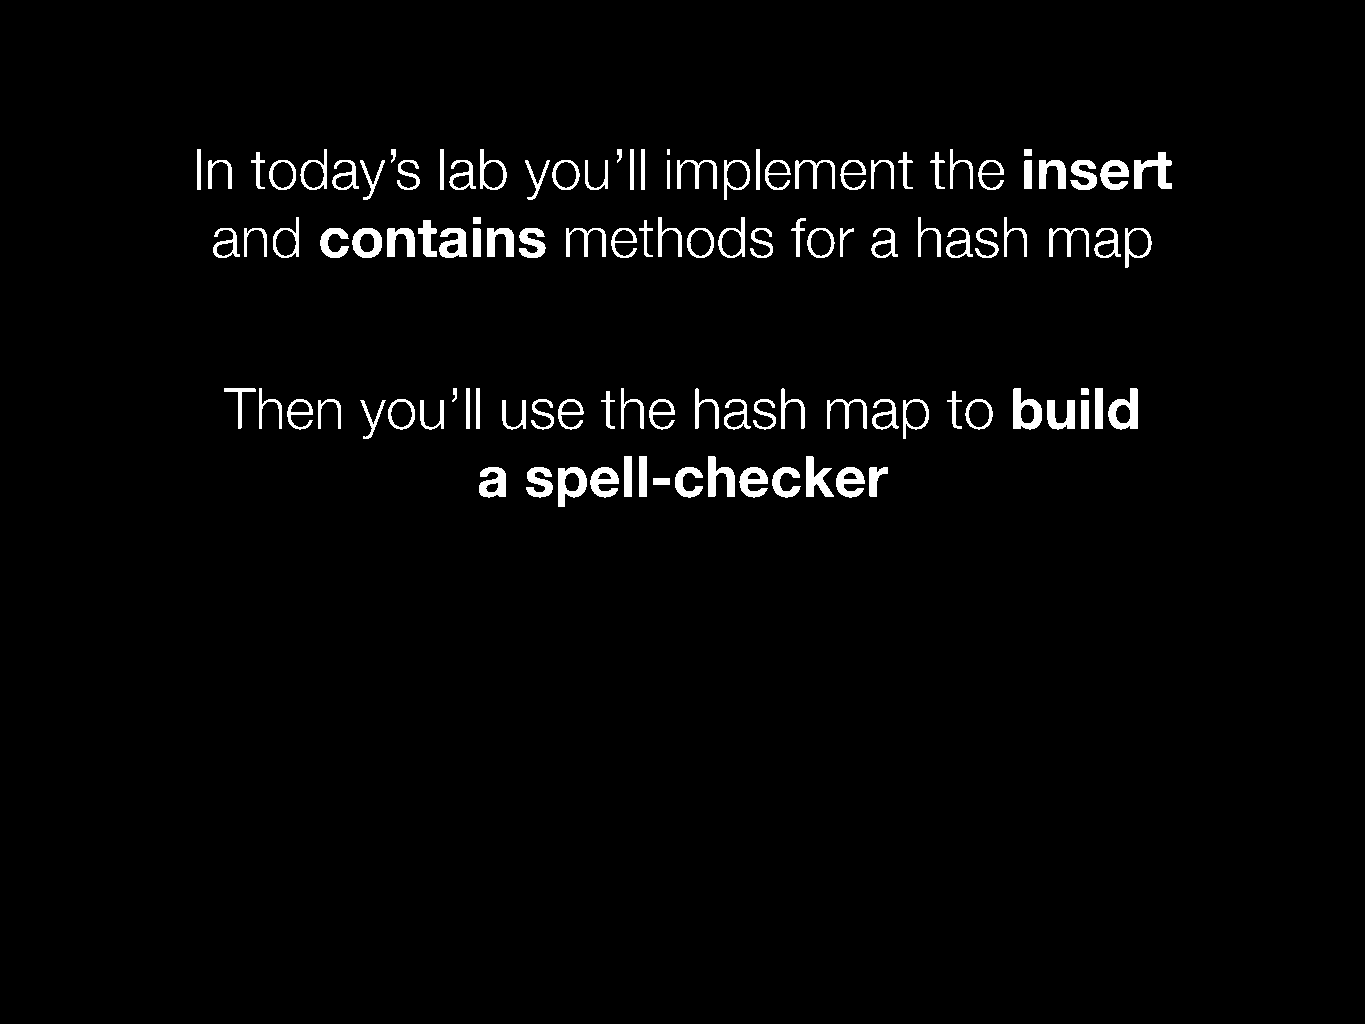 In today’s lab you’ll implement the insert
and contains methods for a hash map
Then you’ll use the hash map to build
a spell-checker